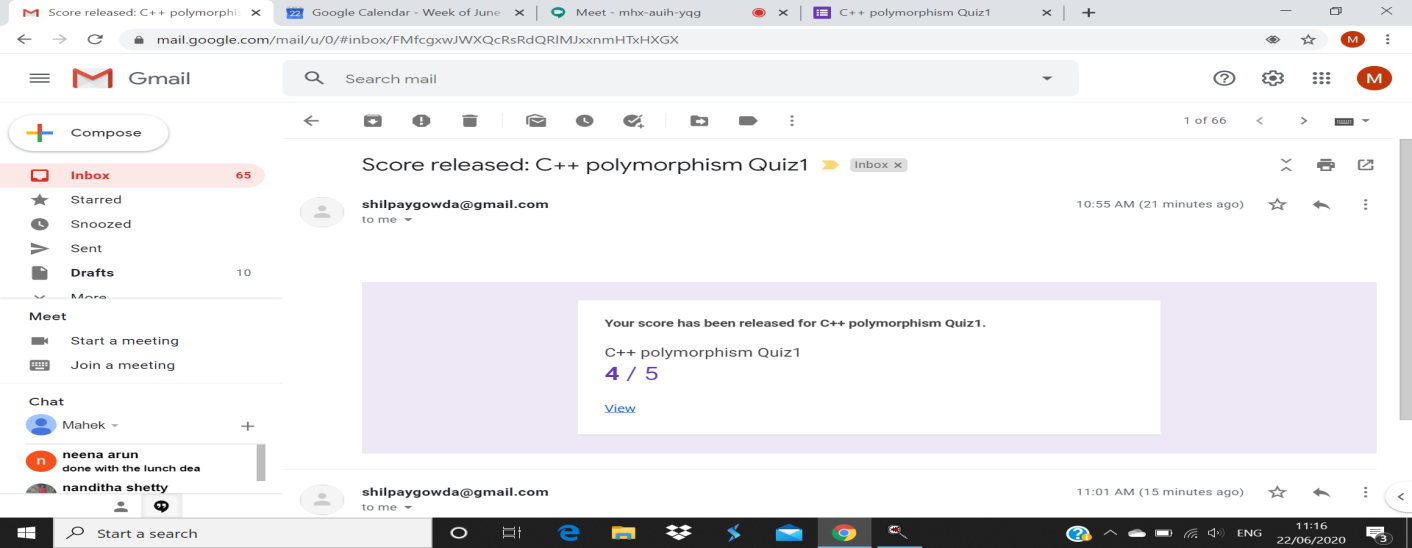 Score released: C++ polymorphis
22 Google Calendar - Week of June
Meet - mhx-auih-yqg
C++ polymorphism Quiz1
mail.google.com/mail/u/0/#inbox/FMfcgxwJWXQcRsRdQRlMJxxnmHTxHXGX
M
Gmail
Search mail
M
Compose
1 of 66
Inbox 65
Starred
Snoozed
Sent
Drafts 10
More
Meet
Start a meeting
Join a meeting
Chat
Mahek
n
neena arun
done with the lunch dea
nanditha shetty
Score released: C++ polymorphism Quiz1 Inbox x
shilpaygowda@gmail.com 10:55 AM (21 minutes ago)
to me
Your score has been released for C++ polymorphism Quiz1.
C++ polymorphism Quiz1
4 / 5
View
shilpaygowda@gmail.com 11:01 AM (15 minutes ago)
to me
Start a search
ENG
11:16
22/06/2020
3